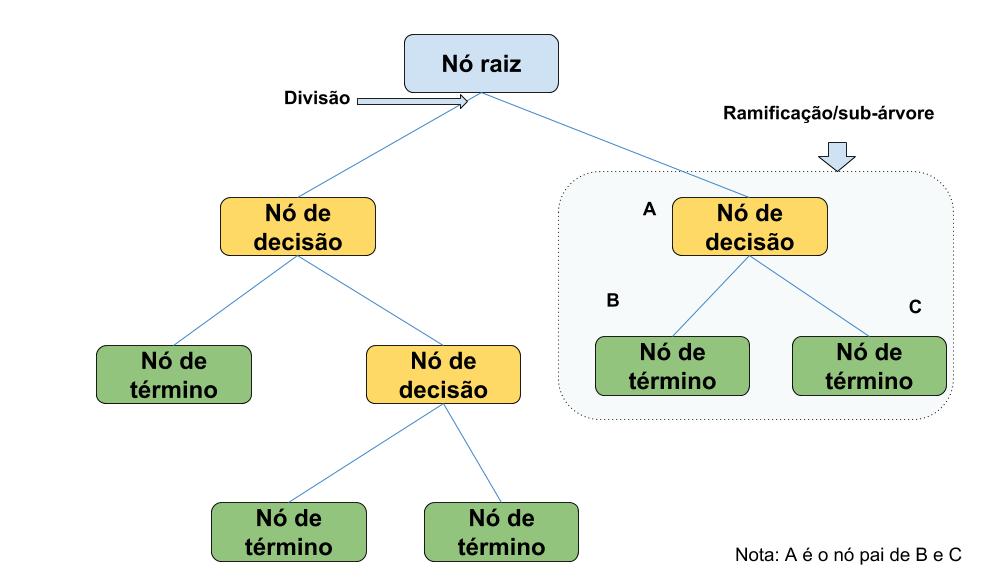 Nó raiz
Divisão
Ramificação/sub-árvore
Nó de
decisão
A
Nó de
decisão
B
C
Nó de
término
Nó de
decisão
Nó de
término
Nó de
término
Nó de
término
Nó de
término
Nota: A é o nó pai de B e C